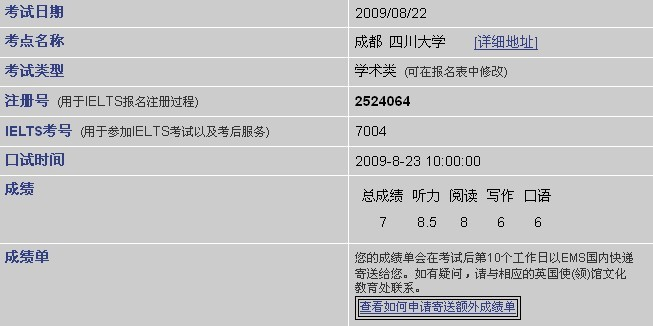 考试日期 2009/08/22
考点名称 成都 四川大学 [详细地址]
考试类型 学术类 (可在报名表中修改)
注册号 (用于IELTS报名注册过程) 2524064
IELTS考号 (用于参加IELTS考试以及考后服务) 7004
口试时间 2009-8-23 10:00:00
成绩 总成绩 听力 阅读 写作 口语
7 8.5 8 6 6
成绩单 您的成绩单会在考试后第10个工作日以EMS国内快递
寄送给您。如有疑问，请与相应的英国使(领)馆文化
教育处联系。
查看如何申请寄送额外成绩单